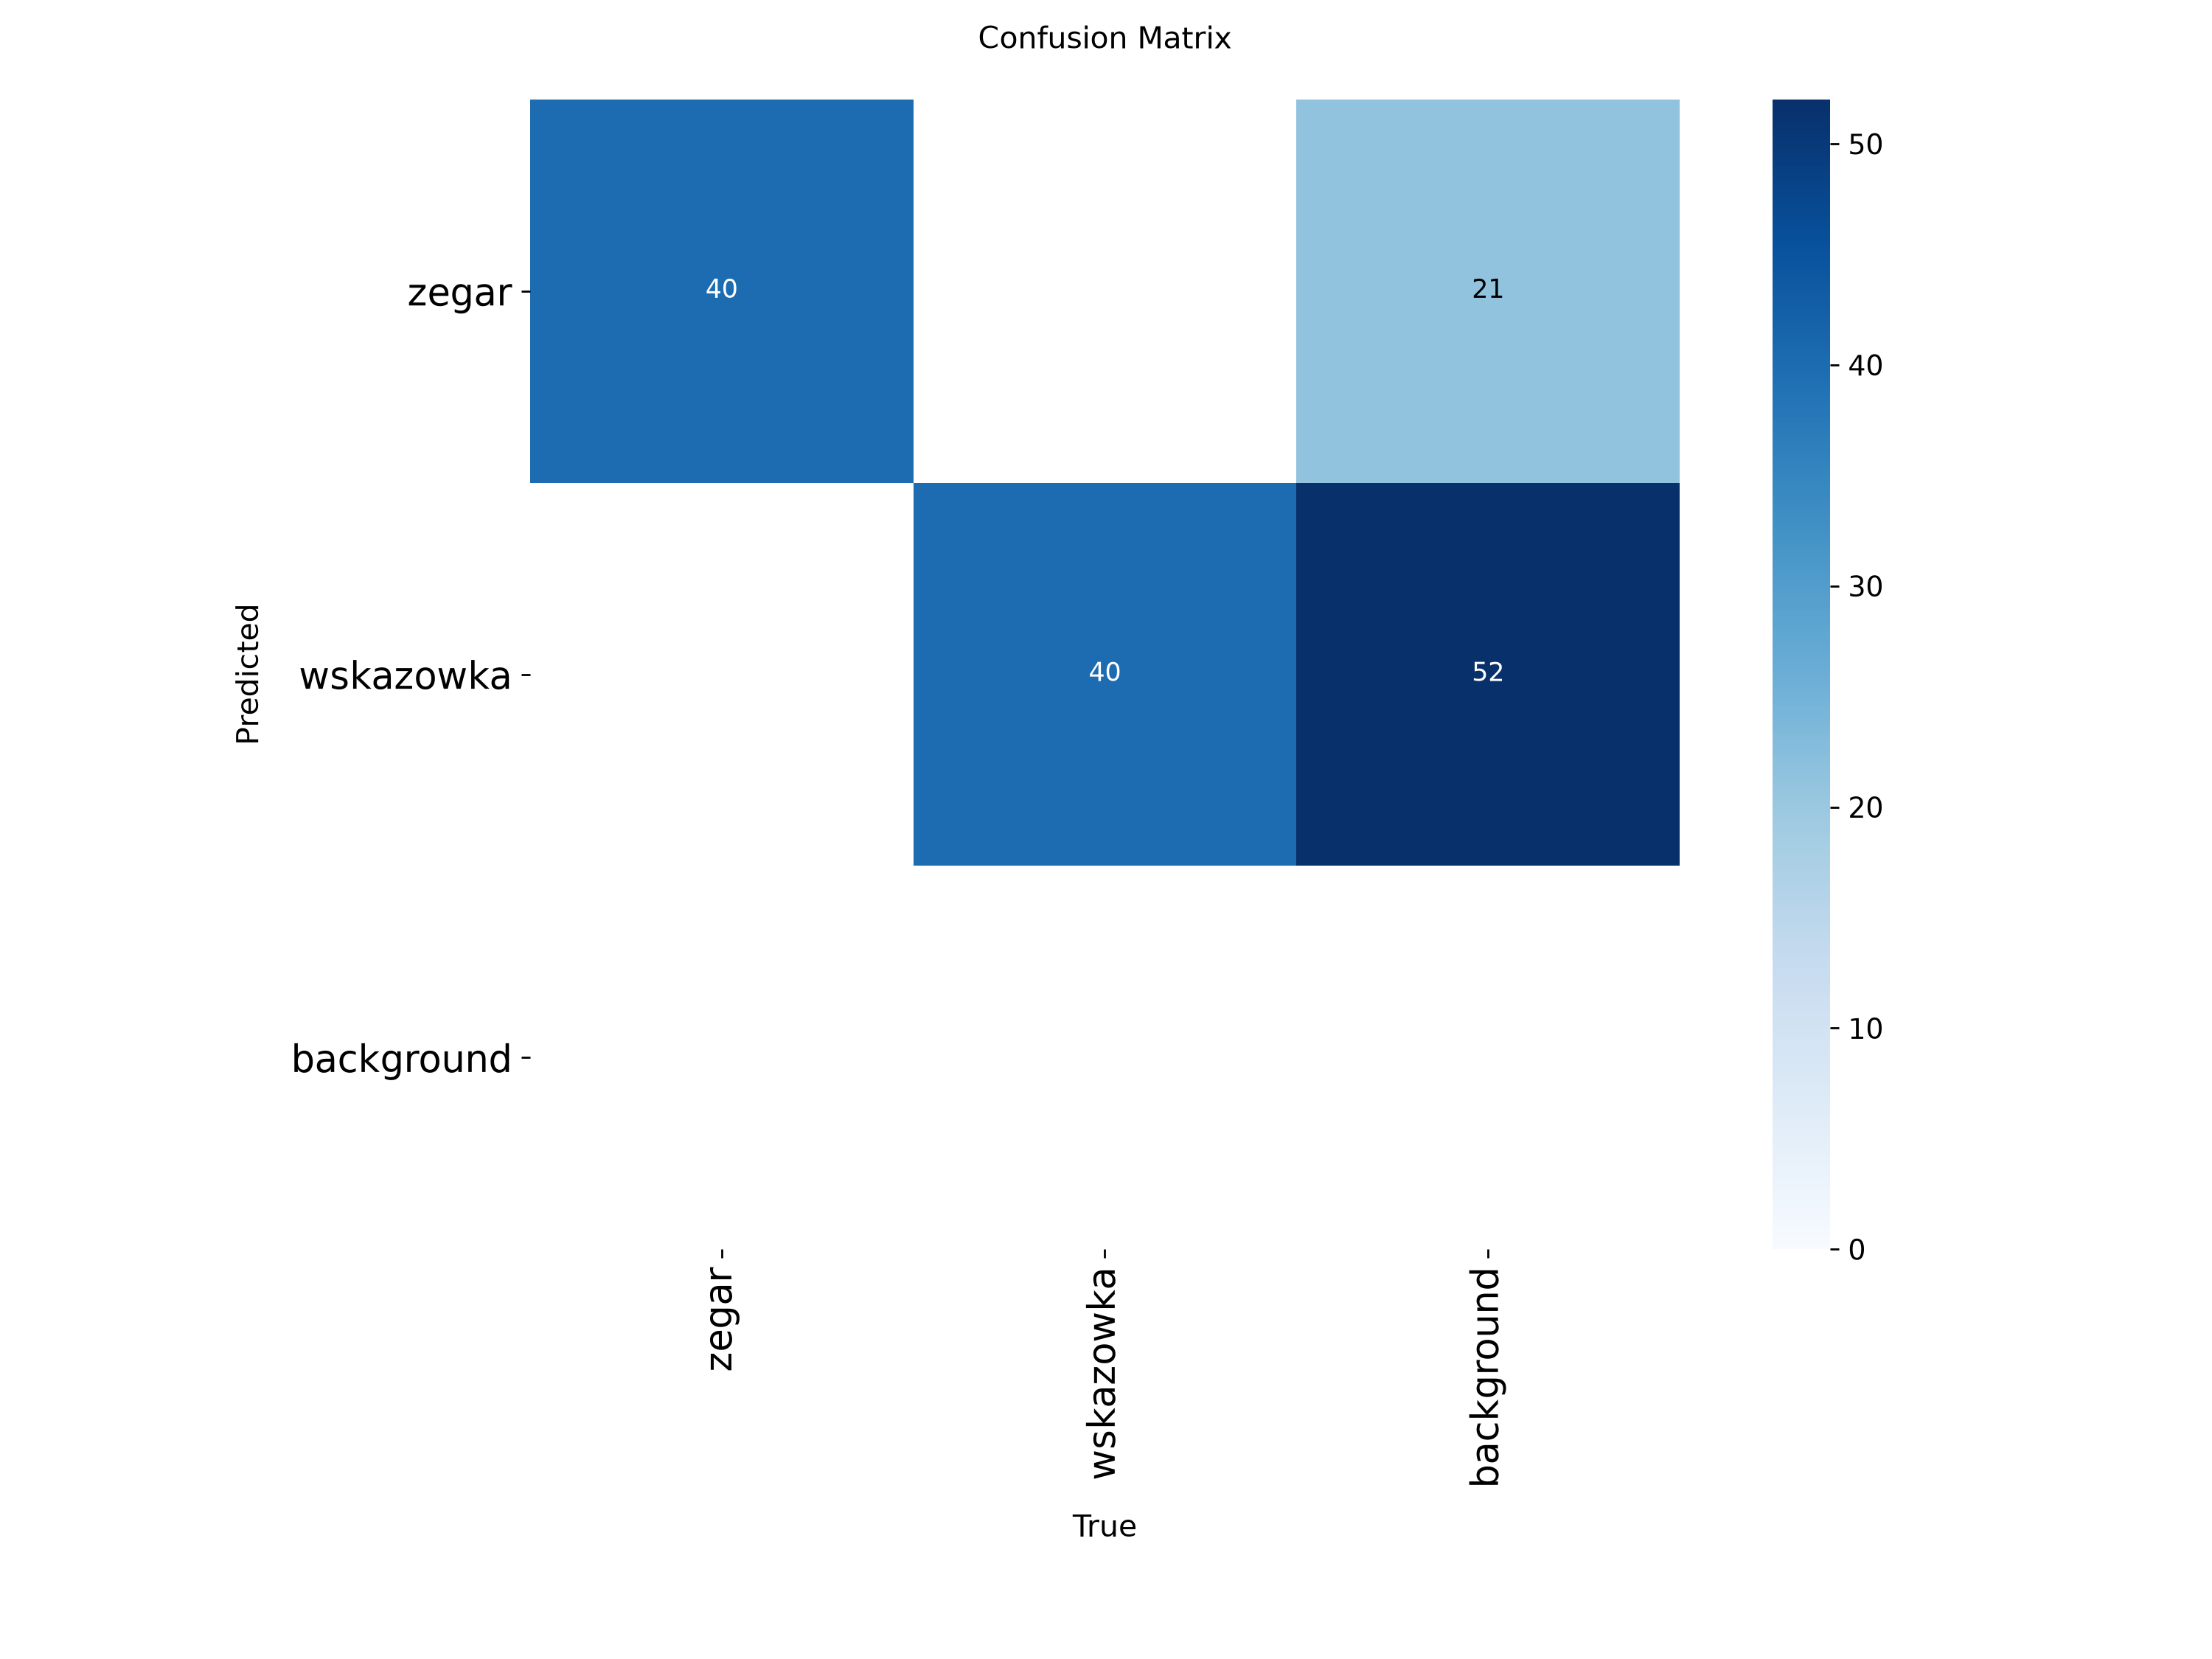 Confusion Matrix
Predicted
zegar
wskazowka
background
40
21
40
52
zegar
wskazowka
background
True
50
40
30
20
10
0